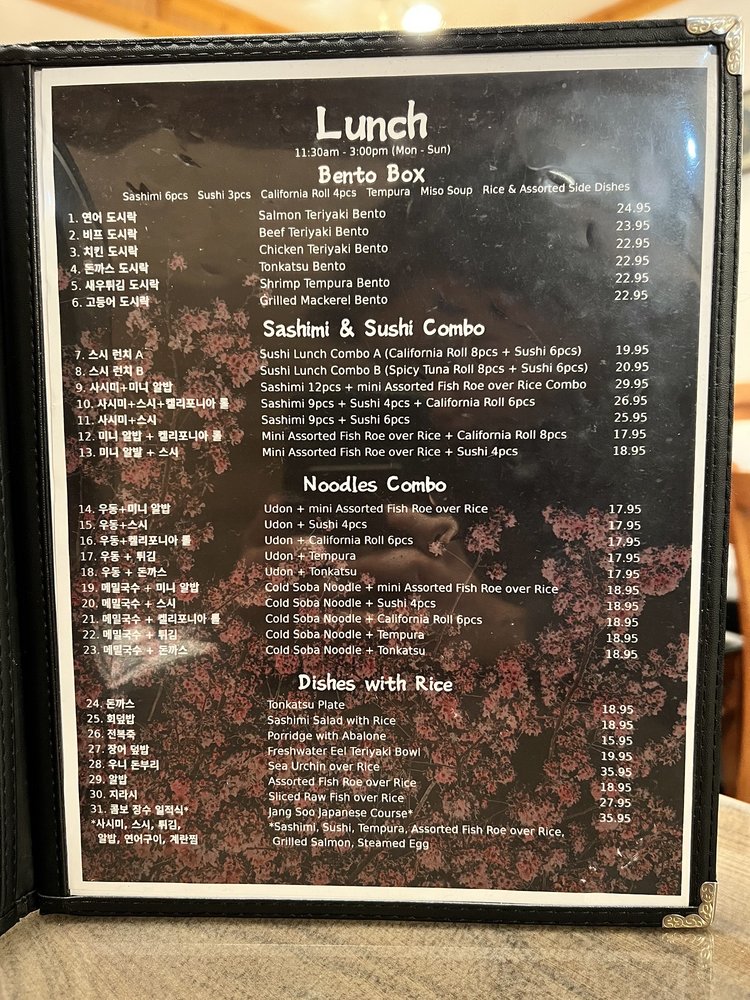 Lunch
11:30am - 3:00pm (Mon - Sun)
Bento Box
Sashimi 6pcs Sushi 3pcs California Roll 4pcs Tempura Miso Soup Rice & Assorted Side Dishes
1. 연어 도시락 Salmon Teriyaki Bento 24.95
2. 비프 도시락 Beef Teriyaki Bento 23.95
3. 치킨 도시락 Chicken Teriyaki Bento 22.95
4. 돈까스 도시락 Tonkatsu Bento 22.95
5. 새우튀김 도시락 Shrimp Tempura Bento 22.95
6. 고등어 도시락 Grilled Mackerel Bento 22.95
Sashimi & Sushi Combo
7. 스시 런치 A Sushi Lunch Combo A (California Roll 8pcs + Sushi 6pcs) 19.95
8. 스시 런치 B Sushi Lunch Combo B (Spicy Tuna Roll 8pcs + Sushi 6pcs) 20.95
9. 사시미+미니 알밥 Sashimi 12pcs + mini Assorted Fish Roe over Rice Combo 29.95
10. 사시미+스시+켈리포니아 롤 Sashimi 9pcs + Sushi 4pcs + California Roll 6pcs 26.95
11. 사시미+스시 Sashimi 9pcs + Sushi 6pcs 25.95
12. 미니 알밥 + 켈리포니아 롤 Mini Assorted Fish Roe over Rice + California Roll 8pcs 17.95
13. 미니 알밥 + 스시 Mini Assorted Fish Roe over Rice + Sushi 4pcs 18.95
Noodles Combo
14. 우동+미니 알밥 Udon + mini Assorted Fish Roe over Rice 17.95
15. 우동+스시 Udon + Sushi 4pcs 17.95
16. 우동+켈리포니아 롤 Udon + California Roll 6pcs 17.95
17. 우동 + 튀김 Udon + Tempura 17.95
18. 우동 + 돈까스 Udon + Tonkatsu 17.95
19. 메밀국수 + 미니 알밥 Cold Soba Noodle + mini Assorted Fish Roe over Rice 18.95
20. 메밀국수 + 스시 Cold Soba Noodle + Sushi 4pcs 18.95
21. 메밀국수 + 켈리포니아 롤 Cold Soba Noodle + California Roll 6pcs 18.95
22. 메밀국수 + 튀김 Cold Soba Noodle + Tempura 18.95
23. 메밀국수 + 돈까스 Cold Soba Noodle + Tonkatsu 18.95
Dishes with Rice
24. 돈까스 Tonkatsu Plate 18.95
25. 회덮밥 Sashimi Salad with Rice 18.95
26. 전복죽 Porridge with Abalone 15.95
27. 장어 덮밥 Freshwater Eel Teriyaki Bowl 19.95
28. 우니 돈부리 Sea Urchin over Rice 35.95
29. 알밥 Assorted Fish Roe over Rice 18.95
30. 지라시 Sliced Raw Fish over Rice 27.95
31. 콤보 장수 일적식* Jang Soo Japanese Course* 35.95
*사시미, 스시, 튀김, *Sashimi, Sushi, Tempura, Assorted Fish Roe over Rice,
알밥, 연어구이, 계란찜 Grilled Salmon, Steamed Egg